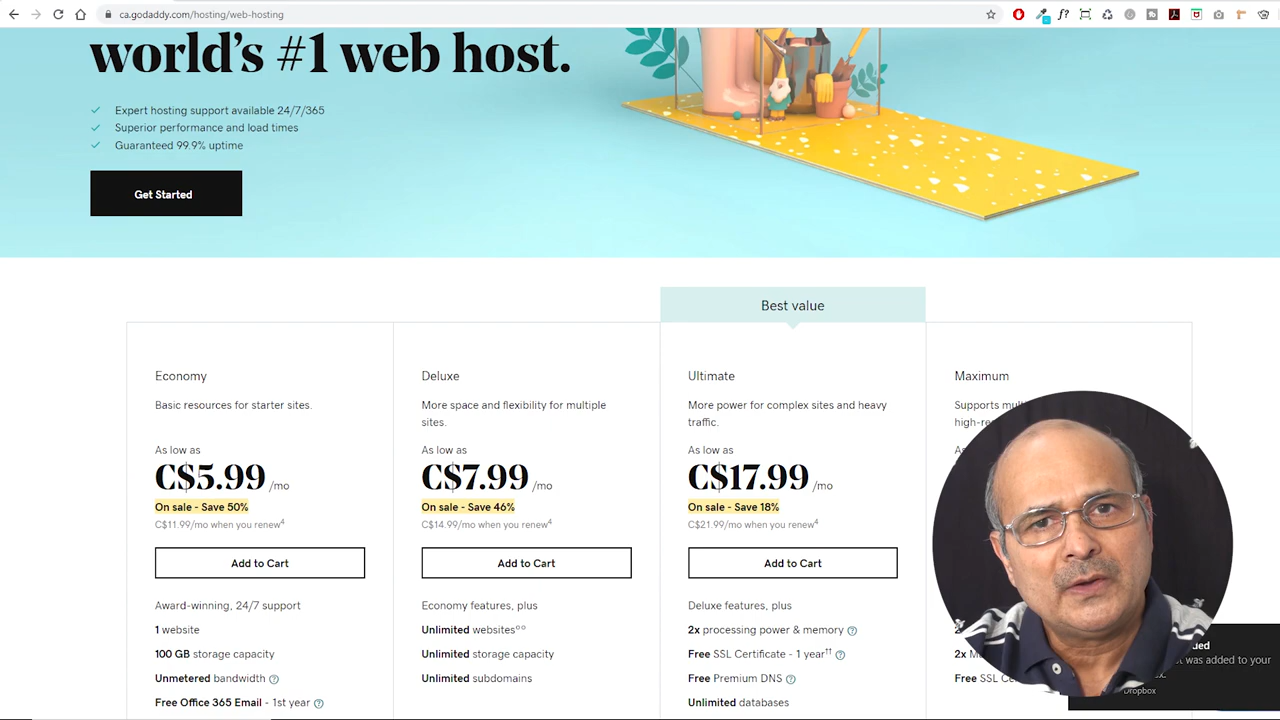 ca.godaddy.com/hosting/web-hosting
world's #1 web host.
Expert hosting support available 24/7/365
Superior performance and load times
Guaranteed 99.9% uptime
Get Started
Best value
Economy
Basic resources for starter sites.
As low as
C$5.99 /mo
On sale - Save 50%
C$11.99/mo when you renew⁴
Add to Cart
Award-winning, 24/7 support
1 website
100 GB storage capacity
Unmetered bandwidth
Free Office 365 Email - 1st year
Deluxe
More space and flexibility for multiple
sites.
As low as
C$7.99 /mo
On sale - Save 46%
C$14.99/mo when you renew⁴
Add to Cart
Economy features, plus
Unlimited websites°°
Unlimited storage capacity
Unlimited subdomains
Ultimate
More power for complex sites and heavy
traffic.
As low as
C$17.99 /mo
On sale - Save 18%
C$21.99/mo when you renew⁴
Add to Cart
Deluxe features, plus
2x processing power & memory
Free SSL Certificate - 1 year††
Free Premium DNS
Unlimited databases
Maximum
Supports
As
2x
Free SSL
was added to your
Dropbox